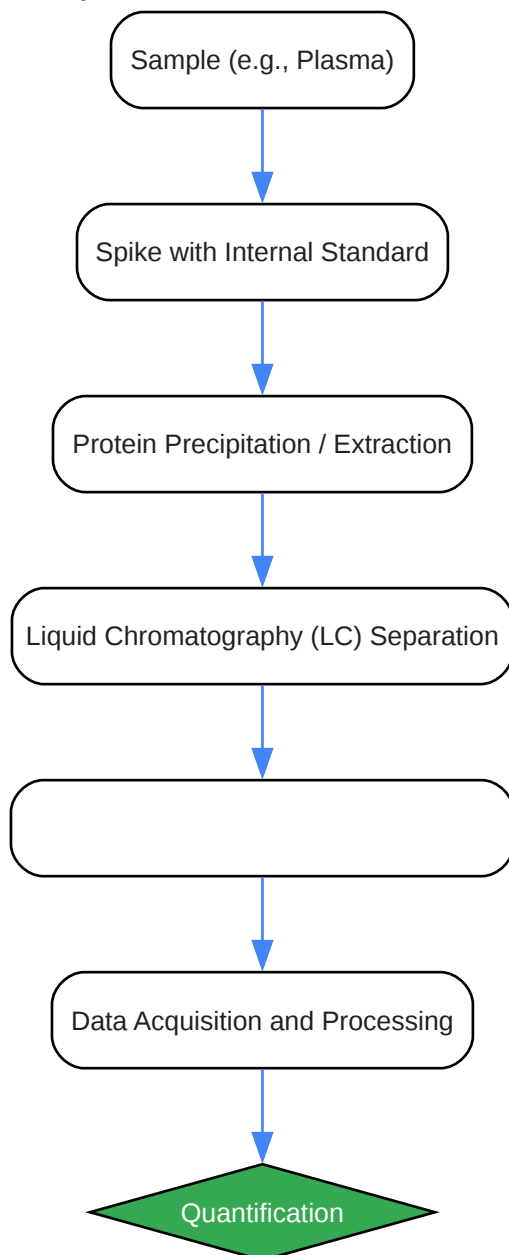 Sample (e.g., Plasma)
Spike with Internal Standard
Protein Precipitation / Extraction
Liquid Chromatography (LC) Separation
Data Acquisition and Processing
Quantification